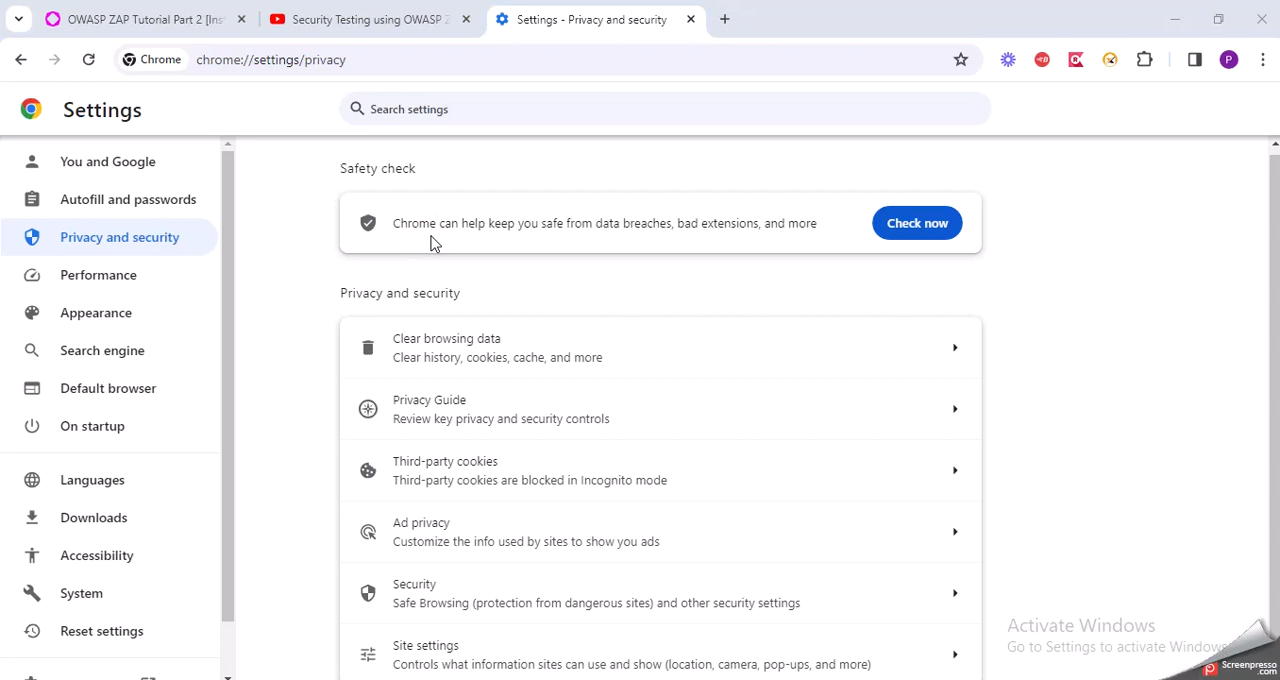 OWASP ZAP Tutorial Part 2 [Ins
Security Testing using OWASP Z
Settings - Privacy and security
Chrome
chrome://settings/privacy
P
Settings
Search settings
You and Google
Autofill and passwords
Privacy and security
Performance
Appearance
Search engine
Default browser
On startup
Languages
Downloads
Accessibility
System
Reset settings
Safety check
Chrome can help keep you safe from data breaches, bad extensions, and more
Check now
Privacy and security
Clear browsing data
Clear history, cookies, cache, and more
Privacy Guide
Review key privacy and security controls
Third-party cookies
Third-party cookies are blocked in Incognito mode
Ad privacy
Customize the info used by sites to show you ads
Security
Safe Browsing (protection from dangerous sites) and other security settings
Site settings
Controls what information sites can use and show (location, camera, pop-ups, and more)
Activate Windows
Go to Settings to activate Windows
Screenpresso
.com